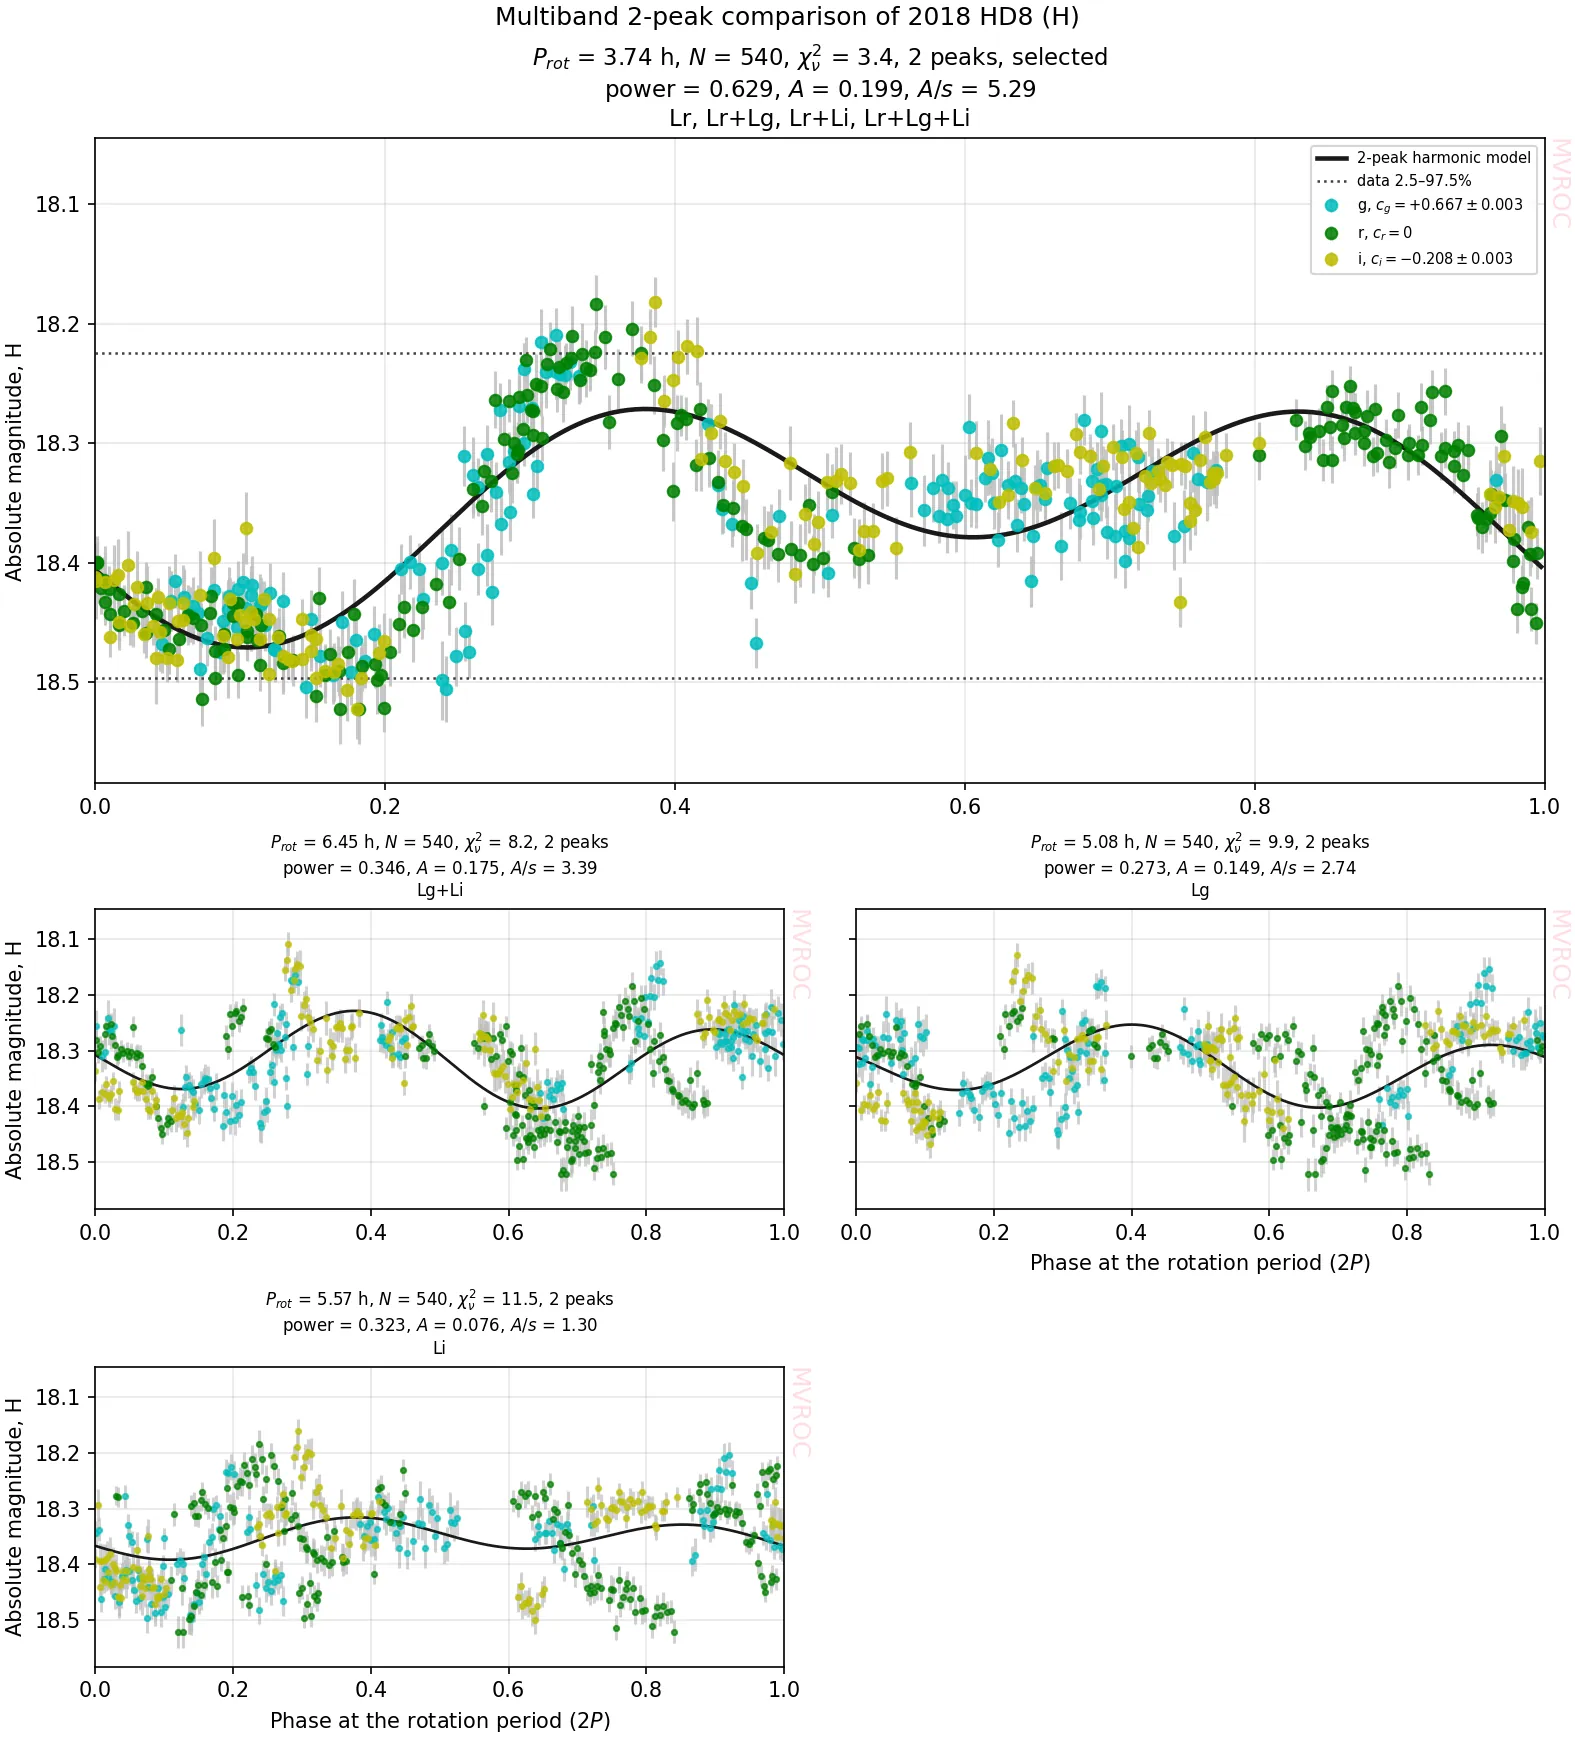 Multiband 2-peak comparison of 2018 HD8 (H)
P_rot = 3.74 h, N = 540, χ²_ν = 3.4, 2 peaks, selected
power = 0.629, A = 0.199, A/s = 5.29
Lr, Lr+Lg, Lr+Li, Lr+Lg+Li
2-peak harmonic model
data 2.5–97.5%
g, c_g = +0.667 ± 0.003
r, c_r = 0
i, c_i = −0.208 ± 0.003
MVROC
Absolute magnitude, H
18.1
18.2
18.3
18.4
18.5
0.0 0.2 0.4 0.6 0.8 1.0
P_rot = 6.45 h, N = 540, χ²_ν = 8.2, 2 peaks
power = 0.346, A = 0.175, A/s = 3.39
Lg+Li
MVROC
Absolute magnitude, H
18.1
18.2
18.3
18.4
18.5
0.0 0.2 0.4 0.6 0.8 1.0
P_rot = 5.08 h, N = 540, χ²_ν = 9.9, 2 peaks
power = 0.273, A = 0.149, A/s = 2.74
Lg
MVROC
0.0 0.2 0.4 0.6 0.8 1.0
Phase at the rotation period (2P)
P_rot = 5.57 h, N = 540, χ²_ν = 11.5, 2 peaks
power = 0.323, A = 0.076, A/s = 1.30
Li
MVROC
Absolute magnitude, H
18.1
18.2
18.3
18.4
18.5
0.0 0.2 0.4 0.6 0.8 1.0
Phase at the rotation period (2P)